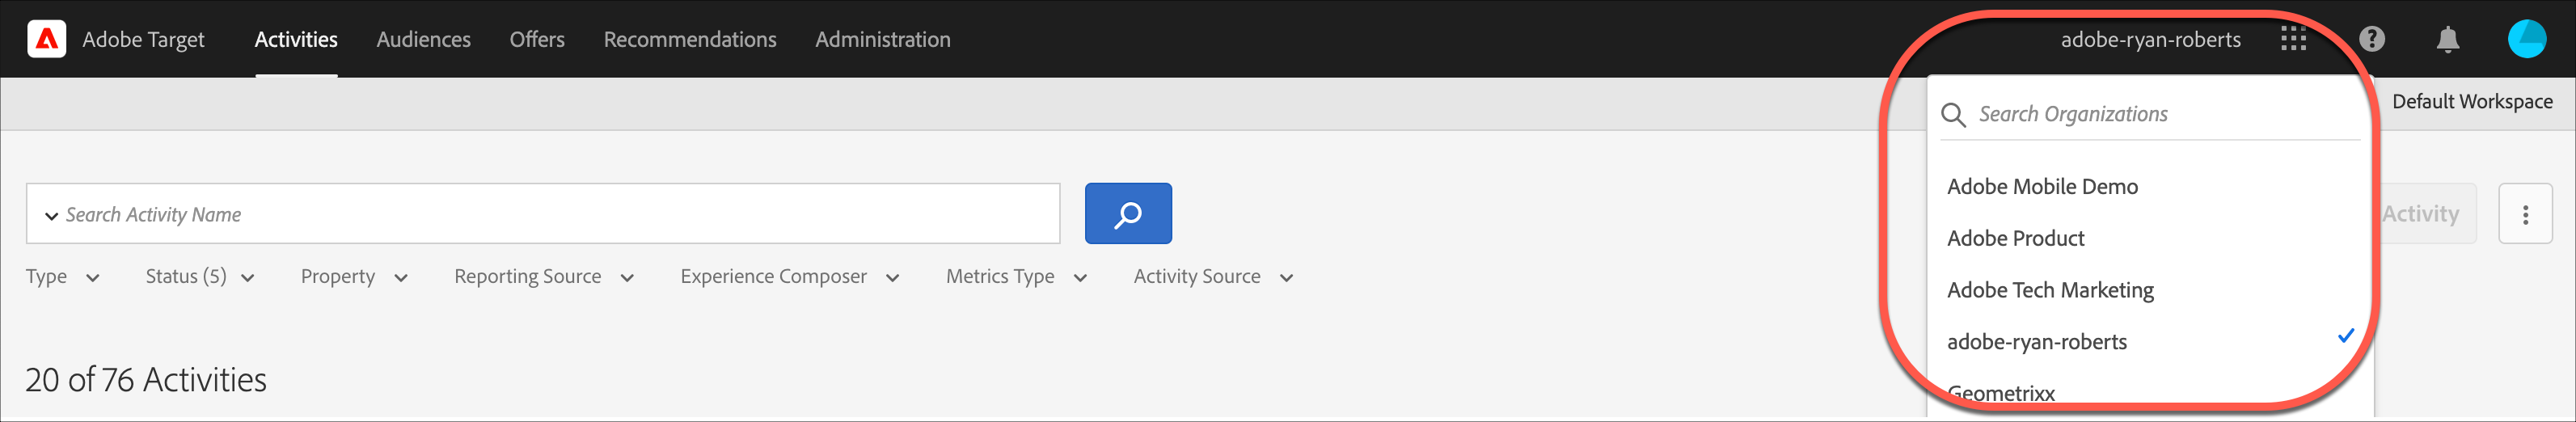 Adobe Target Activities Audiences Offers Recommendations Administration adobe-ryan-roberts
Default Workspace
Search Organizations
Adobe Mobile Demo
Search Activity Name
Activity
Adobe Product
Type Status (5) Property Reporting Source Experience Composer Metrics Type Activity Source
Adobe Tech Marketing
adobe-ryan-roberts
20 of 76 Activities
Geometrixx